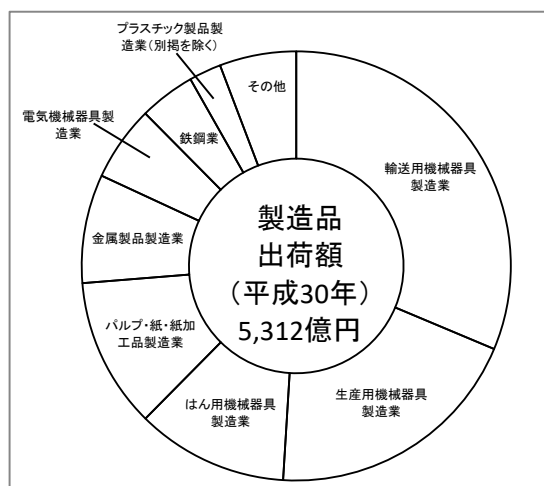 プラスチック製品製
造業（別掲を除く）
その他
電気機械器具製
造業
鉄鋼業
輸送用機械器具
製造業
金属製品製造業
製造品
出荷額
（平成30年）
5,312億円
パルプ・紙・紙加
工品製造業
はん用機械器具
製造業
生産用機械器具
製造業